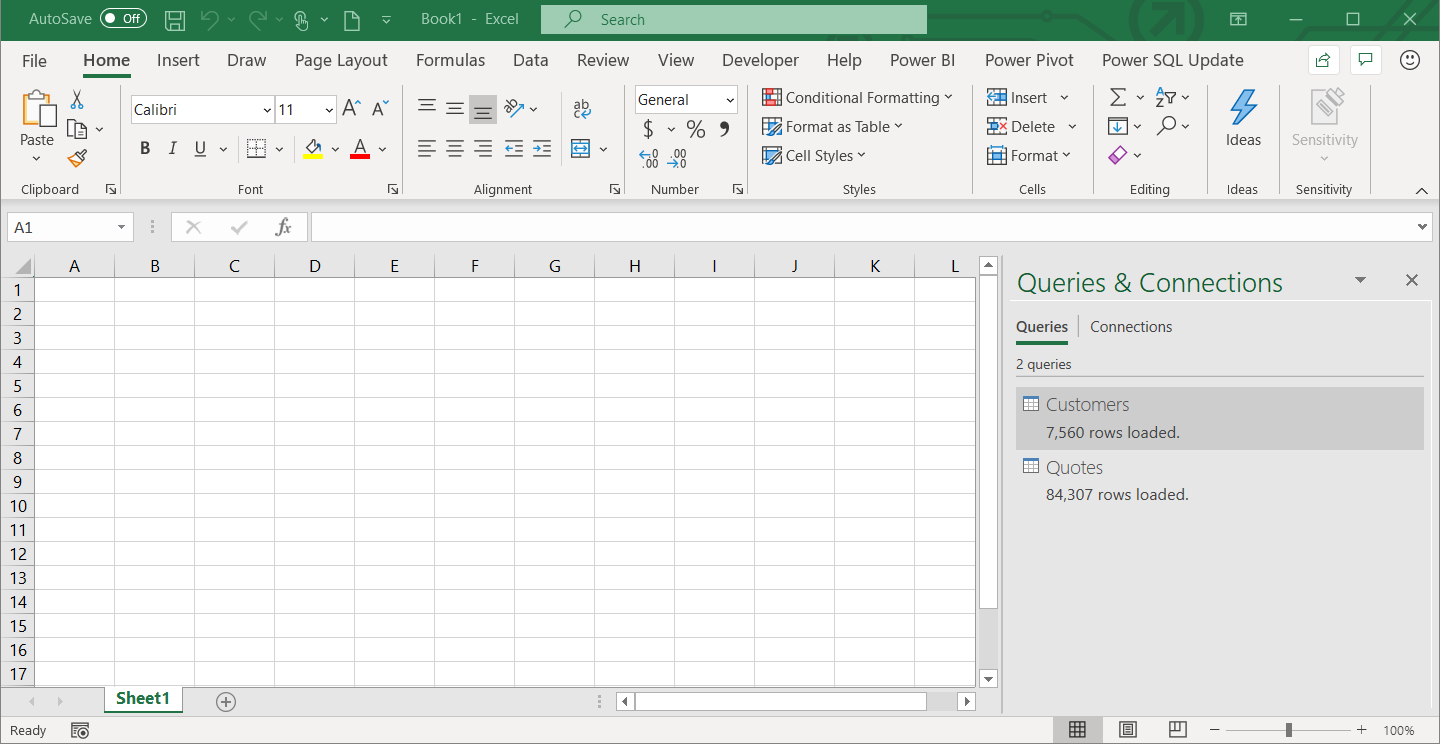 AutoSave Off Book1 - Excel Search
File Home Insert Draw Page Layout Formulas Data Review View Developer Help Power BI Power Pivot Power SQL Update
Paste
Clipboard
Calibri 11
B I U A
Font
ab
Alignment
General
$ % 9
.00 .00
Number
Conditional Formatting
Format as Table
Cell Styles
Styles
Insert
Delete
Format
Cells
Editing
Ideas
Ideas
Sensitivity
Sensitivity
A1 fx
A B C D E F G H I J K L
1
2
3
4
5
6
7
8
9
10
11
12
13
14
15
16
17
Queries & Connections
Queries Connections
2 queries
Customers
7,560 rows loaded.
Quotes
84,307 rows loaded.
Sheet1
Ready 100%